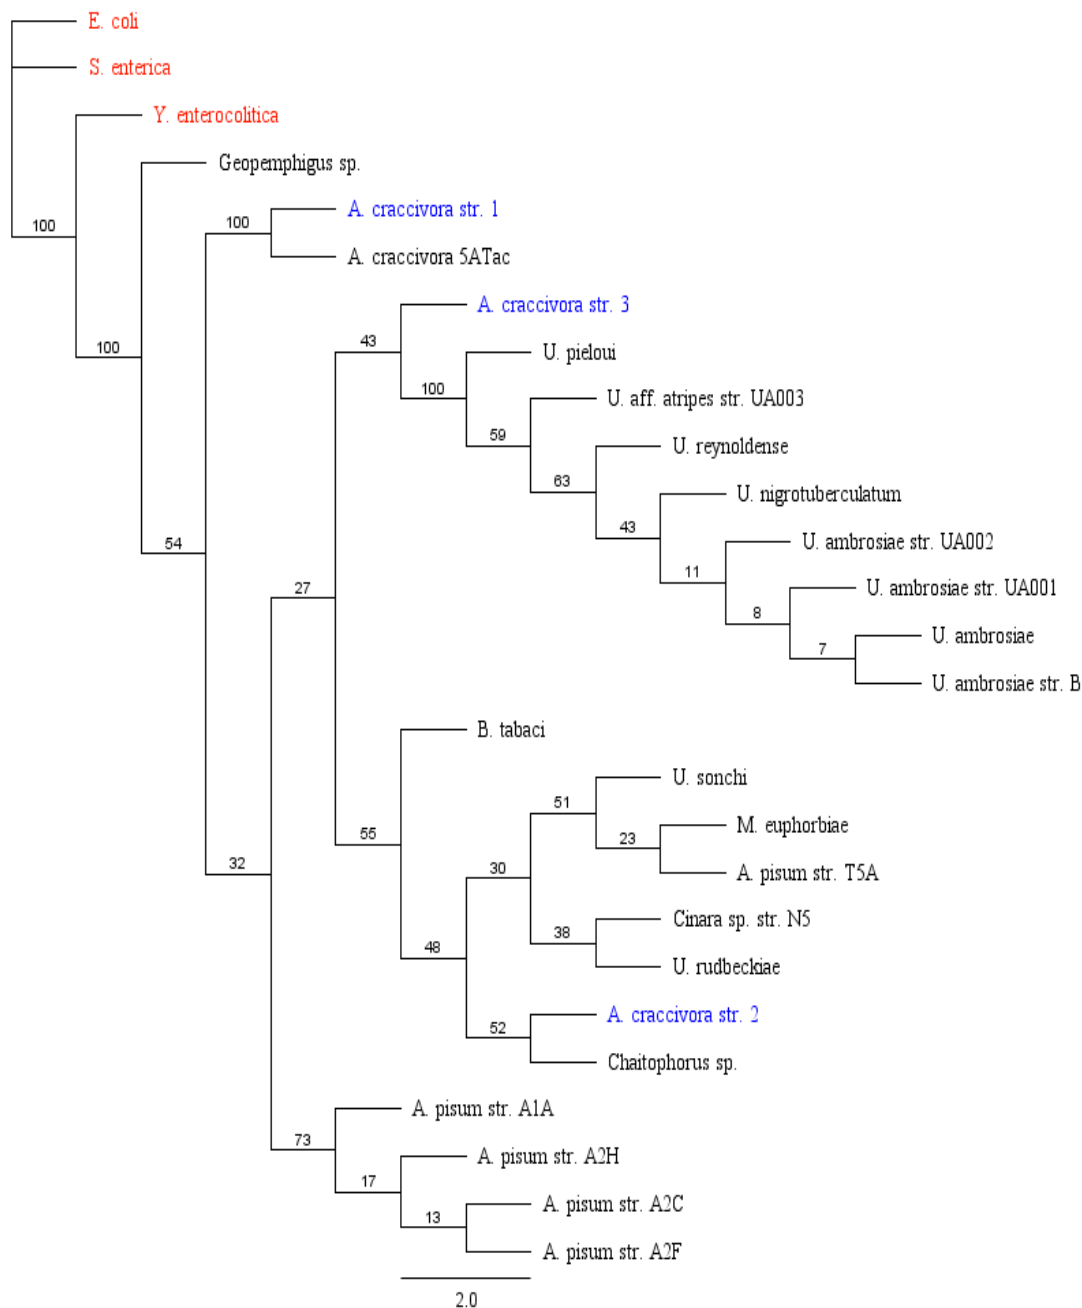 E. coli
S. enterica
Y. enterocolitica
Geopemphigus sp.
A. craccivora str. 1
100
100
A. craccivora 5ATac
A. craccivora str. 3
43
U. pieloui
100
100
U. aff. atripes str. UA003
59
U. reynoldense
63
U. nigrotuberculatum
43
U. ambrosiae str. UA002
54
11
U. ambrosiae str. UA001
27
8
U. ambrosiae
7
U. ambrosiae str. B
B. tabaci
U. sonchi
51
M. euphorbiae
55
23
A. pisum str. T5A
32
30
Cinara sp. str. N5
38
48
U. rudbeckiae
A. craccivora str. 2
52
Chaitophorus sp.
A. pisum str. A1A
73
A. pisum str. A2H
17
A. pisum str. A2C
13
A. pisum str. A2F
2.0